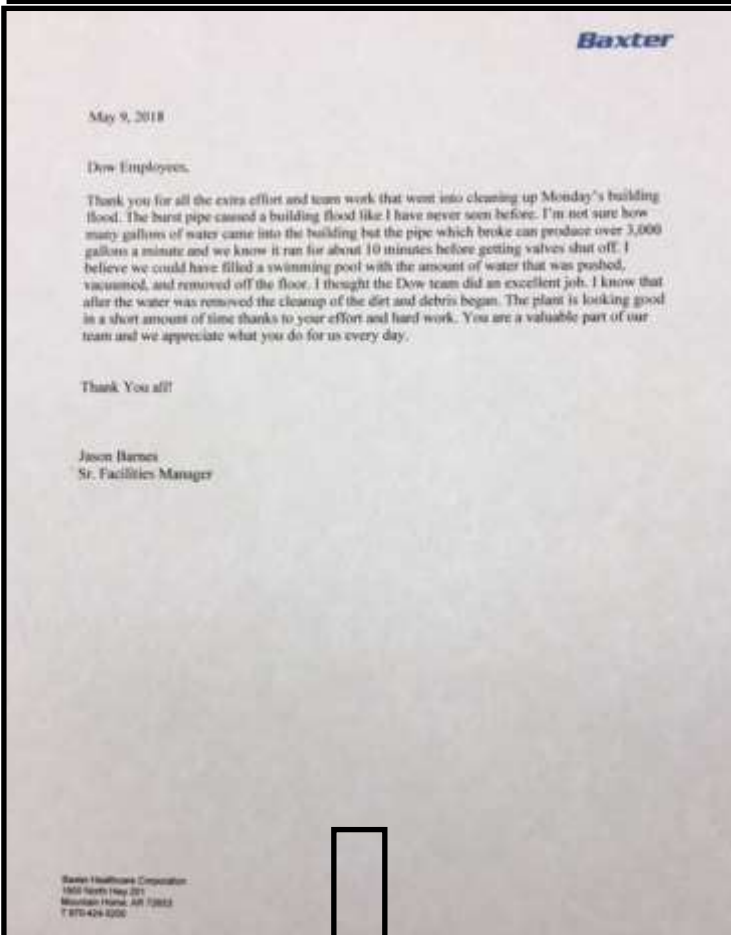 Baxter
May 9, 2018
Dow Employees,
Thank you for all the extra effort and team work that went into cleaning up Monday's building
flood. The burst pipe caused a building flood like I have never seen before. I'm not sure how
many gallons of water came into the building but the pipe which broke can produce over 3,000
gallons a minute and we know it ran for about 10 minutes before getting valves shut off. I
believe we could have filled a swimming pool with the amount of water that was pushed,
vacuumed, and removed off the floor. I thought the Dow team did an excellent job. I know that
after the water was removed the cleanup of the dirt and debris began. The plant is looking good
in a short amount of time thanks to your effort and hard work. You are a valuable part of our
team and we appreciate what you do for us every day.
Thank You all!
Jason Barnes
Sr. Facilities Manager
Baxter Healthcare Corporation
North Hwy 201
Mountain Home, AR
T